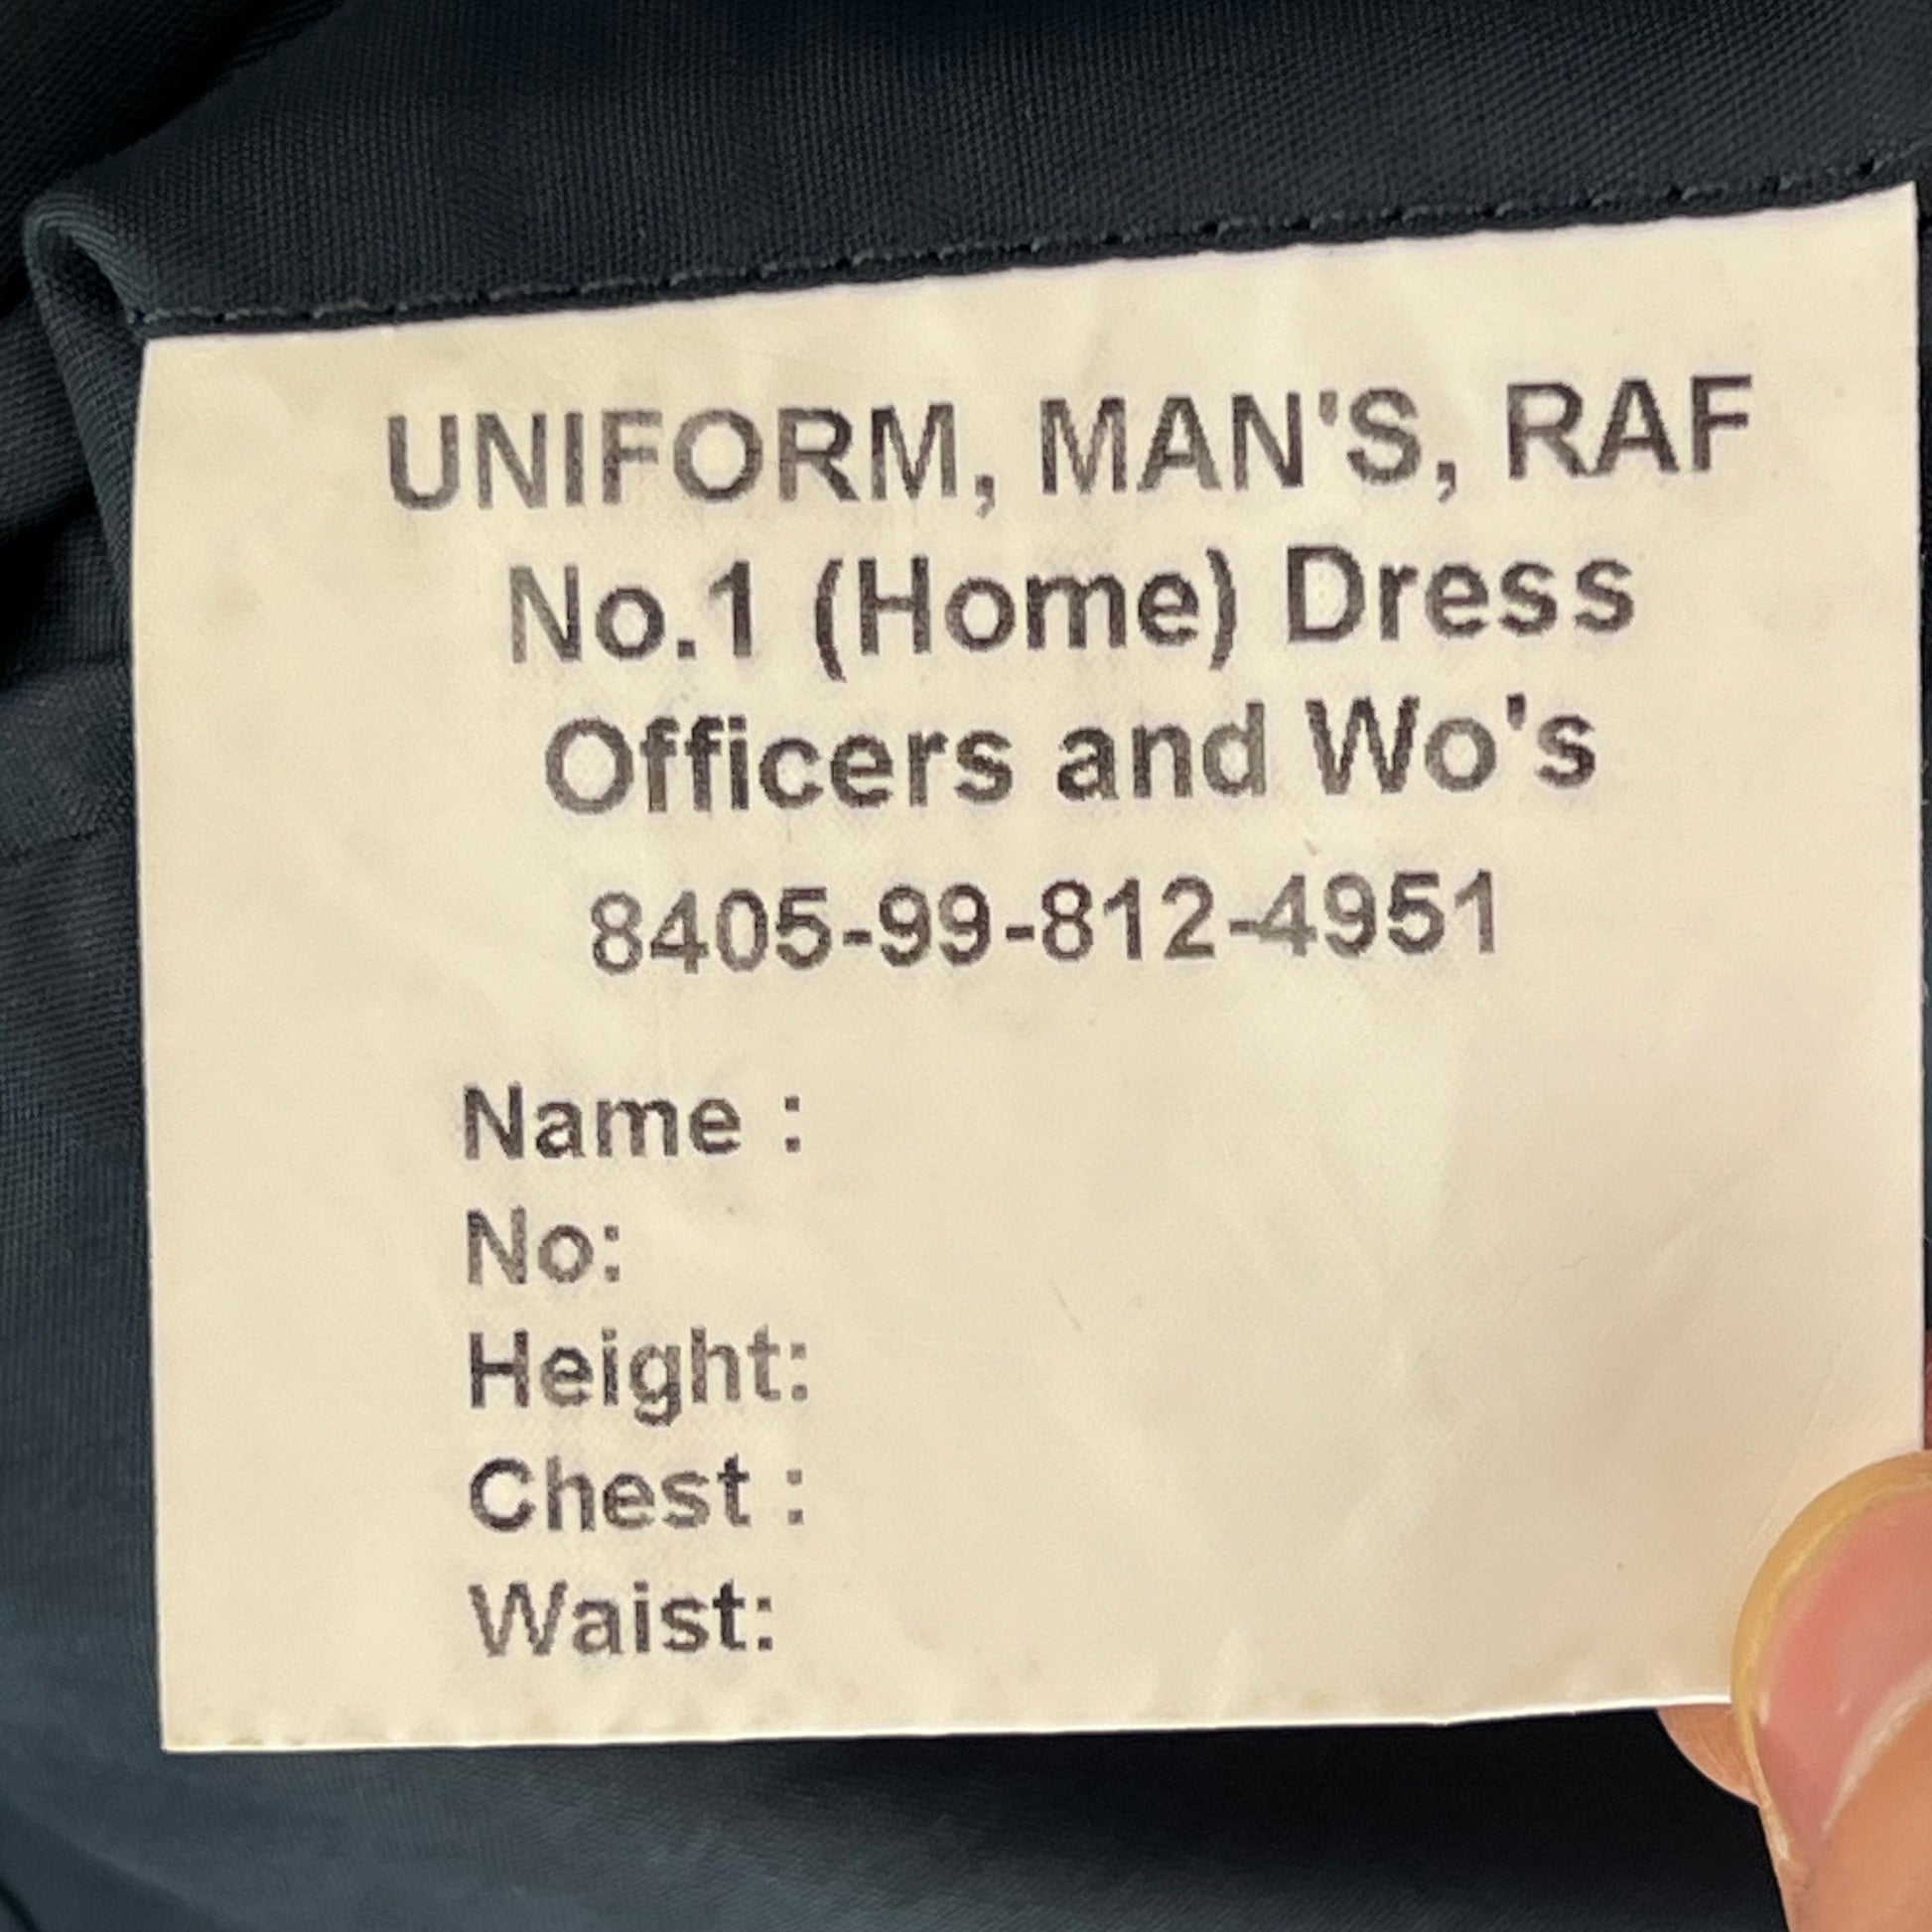 UNIFORM, MAN'S, RAF
No.1 (Home) Dress
Officers and Wo's
8405-99-812-4951
Name :
No:
Height:
Chest :
Waist: